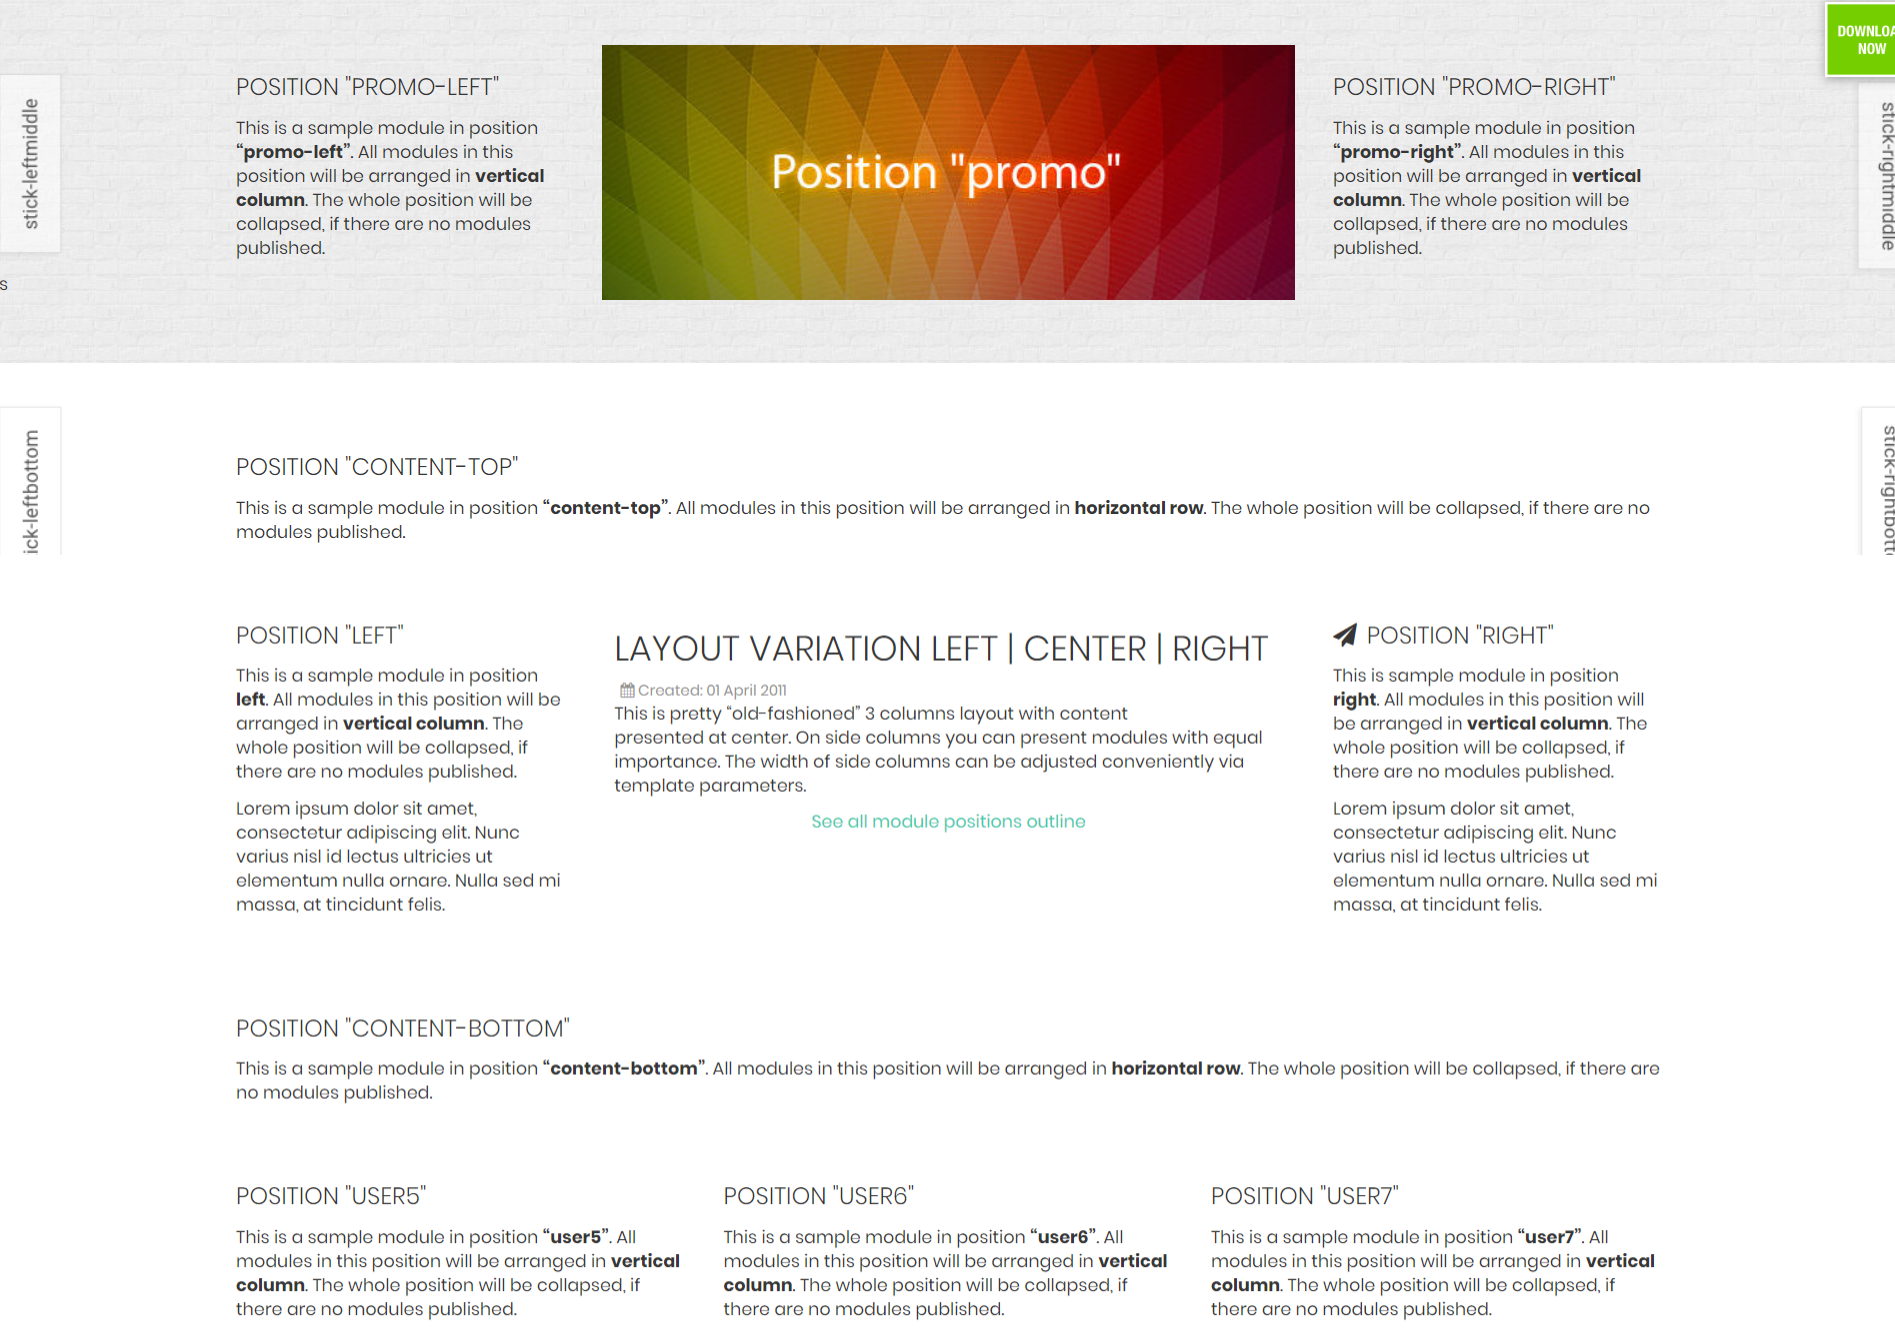 DOWNLOA
NOW
stick-leftmiddle
POSITION "PROMO-LEFT"
This is a sample module in position
“promo-left”. All modules in this
position will be arranged in vertical
column. The whole position will be
collapsed, if there are no modules
published.
Position "promo"
POSITION "PROMO-RIGHT"
This is a sample module in position
“promo-right”. All modules in this
position will be arranged in vertical
column. The whole position will be
collapsed, if there are no modules
published.
stick-rightmiddle
s
ick-leftbottom
POSITION "CONTENT-TOP"
This is a sample module in position “content-top”. All modules in this position will be arranged in horizontal row. The whole position will be collapsed, if there are no
modules published.
stick-rightbott
POSITION "LEFT"
This is a sample module in position
left. All modules in this position will be
arranged in vertical column. The
whole position will be collapsed, if
there are no modules published.
Lorem ipsum dolor sit amet,
consectetur adipiscing elit. Nunc
varius nisl id lectus ultricies ut
elementum nulla ornare. Nulla sed mi
massa, at tincidunt felis.
LAYOUT VARIATION LEFT | CENTER | RIGHT
Created: 01 April 2011
This is pretty “old-fashioned” 3 columns layout with content
presented at center. On side columns you can present modules with equal
importance. The width of side columns can be adjusted conveniently via
template parameters.
See all module positions outline
POSITION "RIGHT"
This is sample module in position
right. All modules in this position will
be arranged in vertical column. The
whole position will be collapsed, if
there are no modules published.
Lorem ipsum dolor sit amet,
consectetur adipiscing elit. Nunc
varius nisl id lectus ultricies ut
elementum nulla ornare. Nulla sed mi
massa, at tincidunt felis.
POSITION "CONTENT-BOTTOM"
This is a sample module in position “content-bottom”. All modules in this position will be arranged in horizontal row. The whole position will be collapsed, if there are
no modules published.
POSITION "USER5"
This is a sample module in position “user5”. All
modules in this position will be arranged in vertical
column. The whole position will be collapsed, if
there are no modules published.
POSITION "USER6"
This is a sample module in position “user6”. All
modules in this position will be arranged in vertical
column. The whole position will be collapsed, if
there are no modules published.
POSITION "USER7"
This is a sample module in position “user7”. All
modules in this position will be arranged in vertical
column. The whole position will be collapsed, if
there are no modules published.